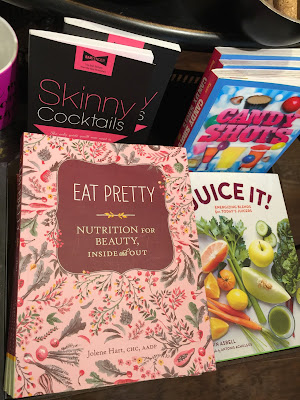 Skinny
Cocktails
CANDY
SHOTS
EAT PRETTY
NUTRITION FOR
BEAUTY,
INSIDE and OUT
Jolene Hart, CHC, AADP
JUICE IT!
ENERGIZING BLENDS
FOR TODAY'S JUICERS